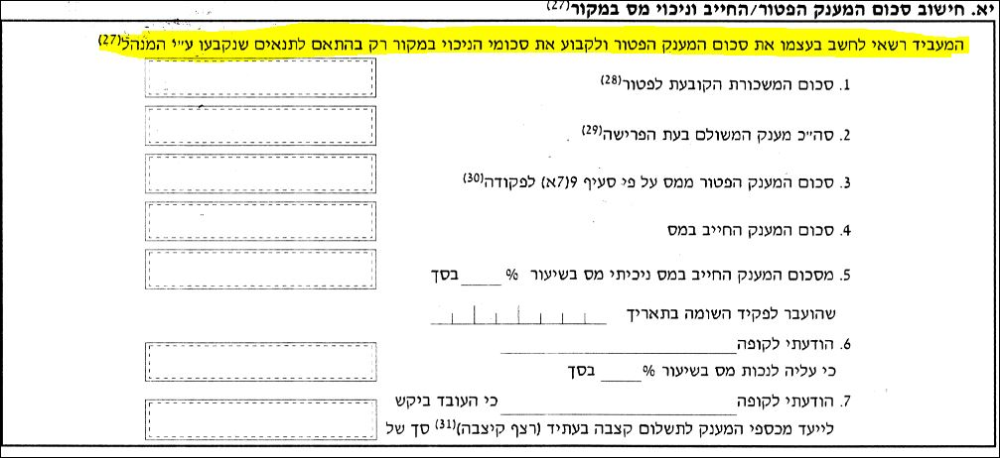 יא. חישוב סכום המענק הפטור/החייב וניכוי מס במקור(27)
המעביד רשאי לחשב בעצמו את סכום המענק הפטור ולקבוע את סכומי הניכוי במקור רק בהתאם לתנאים שנקבעו ע״י המנהל(27)
1. סכום המשכורת הקובעת לפטור(28)
2. סה״כ מענק המשולם בעת הפרישה(29)
3. סכום המענק הפטור ממס על פי סעיף 9(7א) לפקודה(30)
4. סכום המענק החייב במס
5. מסכום המענק החייב במס ניכיתי מס בשיעור ____% בסך
שהועבר לפקיד השומה בתאריך
6. הודעתי לקופה ____________
כי עליה לנכות מס בשיעור ____% בסך
7. הודעתי לקופה ____________ כי העובד ביקש
לייעד מכספי המענק לתשלום קצבה בעתיד (רצף קיצבה)(31) סך של